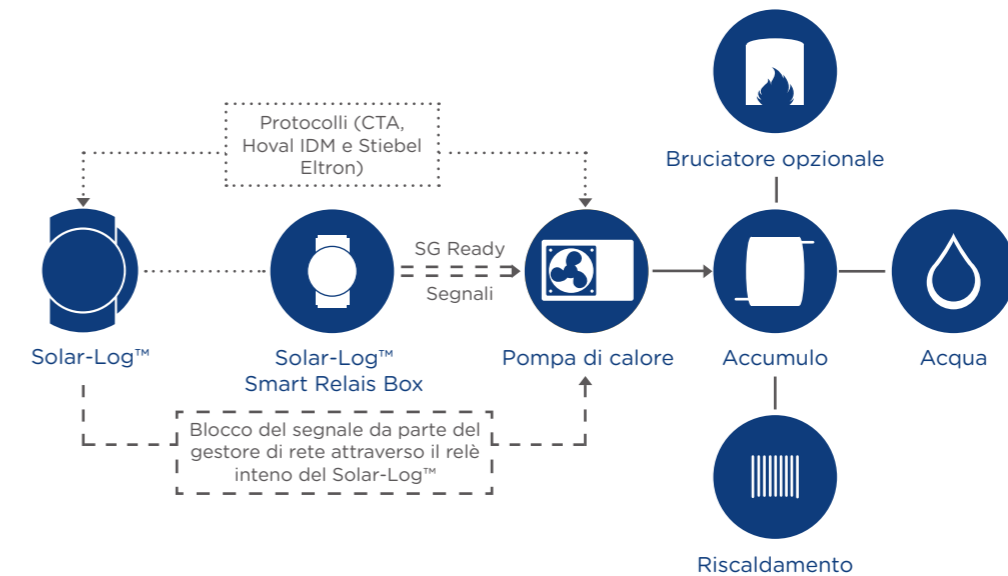 Protocolli (CTA,
Hoval IDM e Stiebel
Eltron)
Bruciatore opzionale
SG Ready
Segnali
Solar-Log™
Solar-Log™
Smart Relais Box
Pompa di calore
Accumulo
Acqua
Blocco del segnale da parte del
gestore di rete attraverso il relè
inteno del Solar-Log™
Riscaldamento